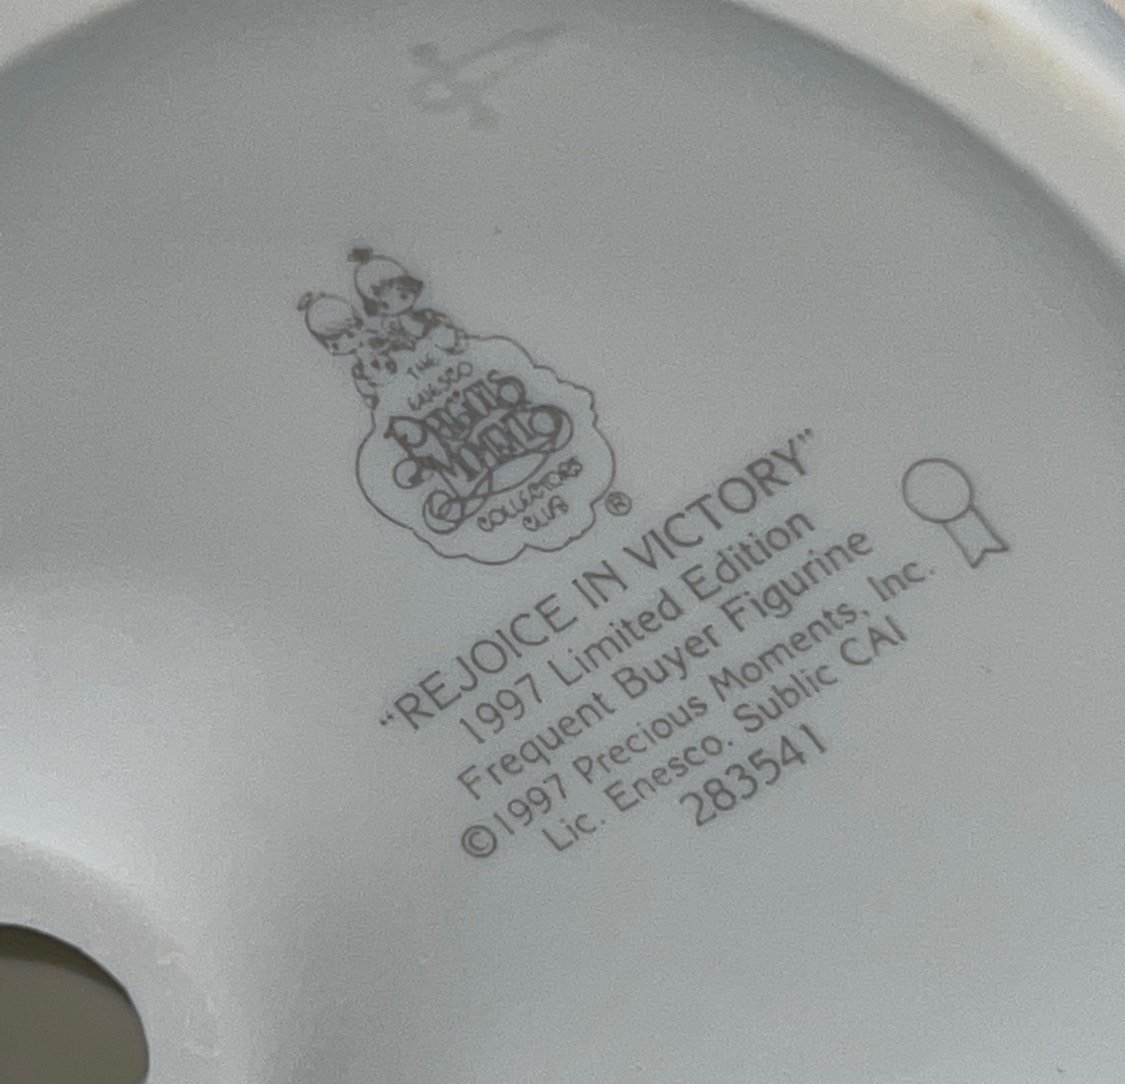 THE
ENESCO
PRECIOUS
MOMENTS
COLLECTORS
CLUB ®
“REJOICE IN VICTORY”
1997 Limited Edition
Frequent Buyer Figurine
©1997 Precious Moments, Inc.
Lic. Enesco. Sublic CAI
283541